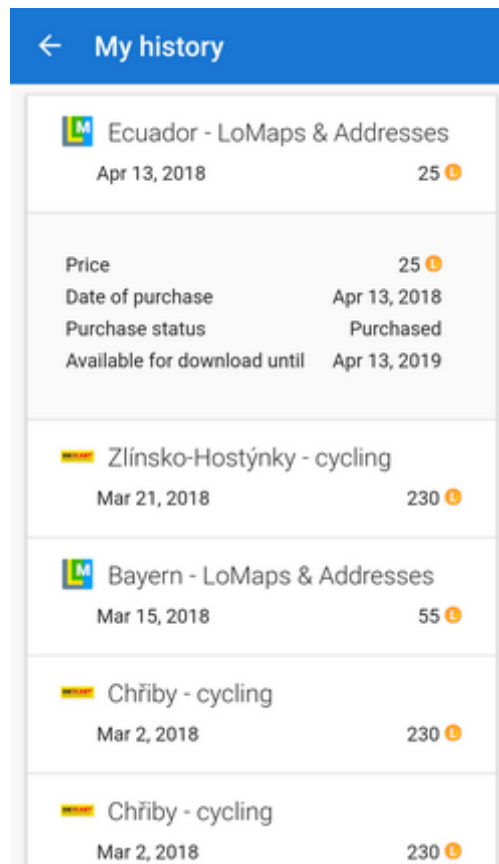 My history
LM Ecuador - LoMaps & Addresses
Apr 13, 2018 25 L
Price 25 L
Date of purchase Apr 13, 2018
Purchase status Purchased
Available for download until Apr 13, 2019
Zlínsko-Hostýnky - cycling
Mar 21, 2018 230 L
LM Bayern - LoMaps & Addresses
Mar 15, 2018 55 L
Chřiby - cycling
Mar 2, 2018 230 L
Chřiby - cycling
Mar 2, 2018 230 L